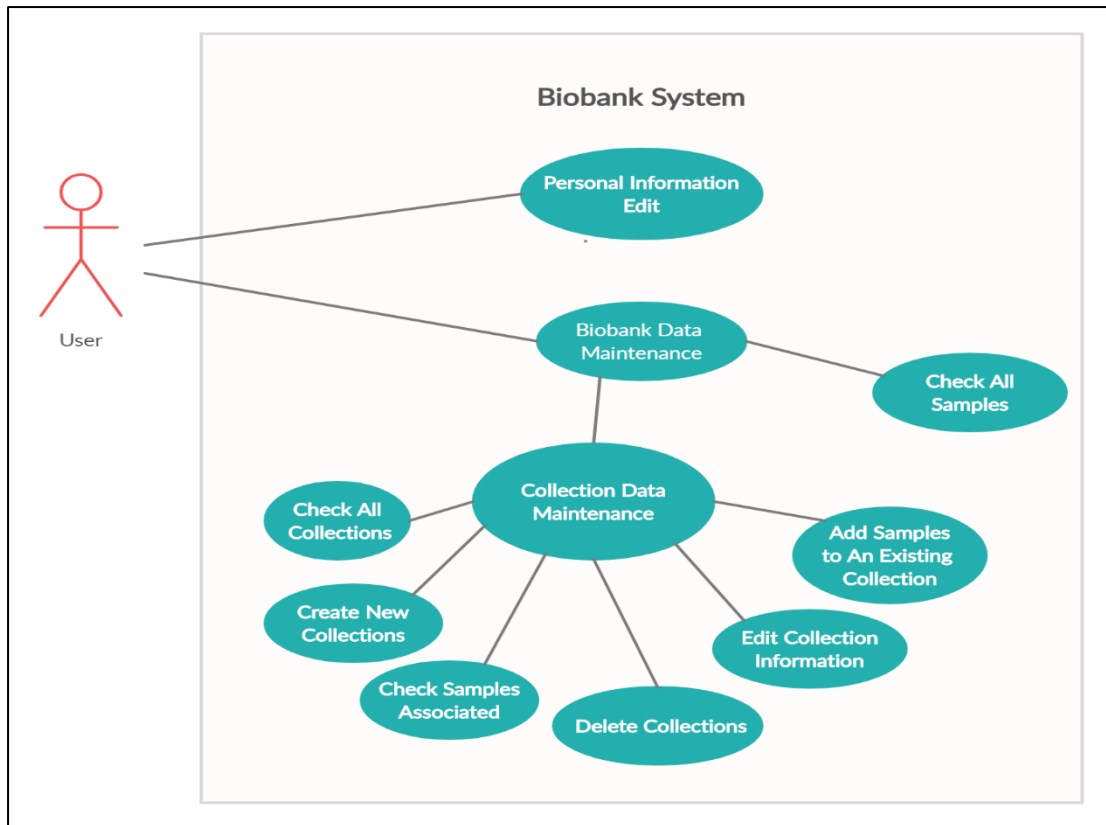 Biobank System
Personal Information
Edit
User
Biobank Data
Maintenance
Check All
Samples
Collection Data
Maintenance
Check All
Collections
Add Samples
to An Existing
Collection
Create New
Collections
Edit Collection
Information
Check Samples
Associated
Delete Collections